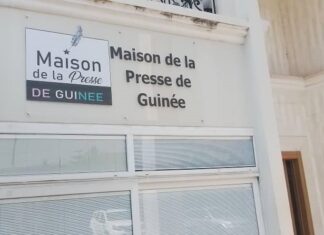 Maison
de la Presse
DE GUINEE
Maison de la
Presse de
Guinée